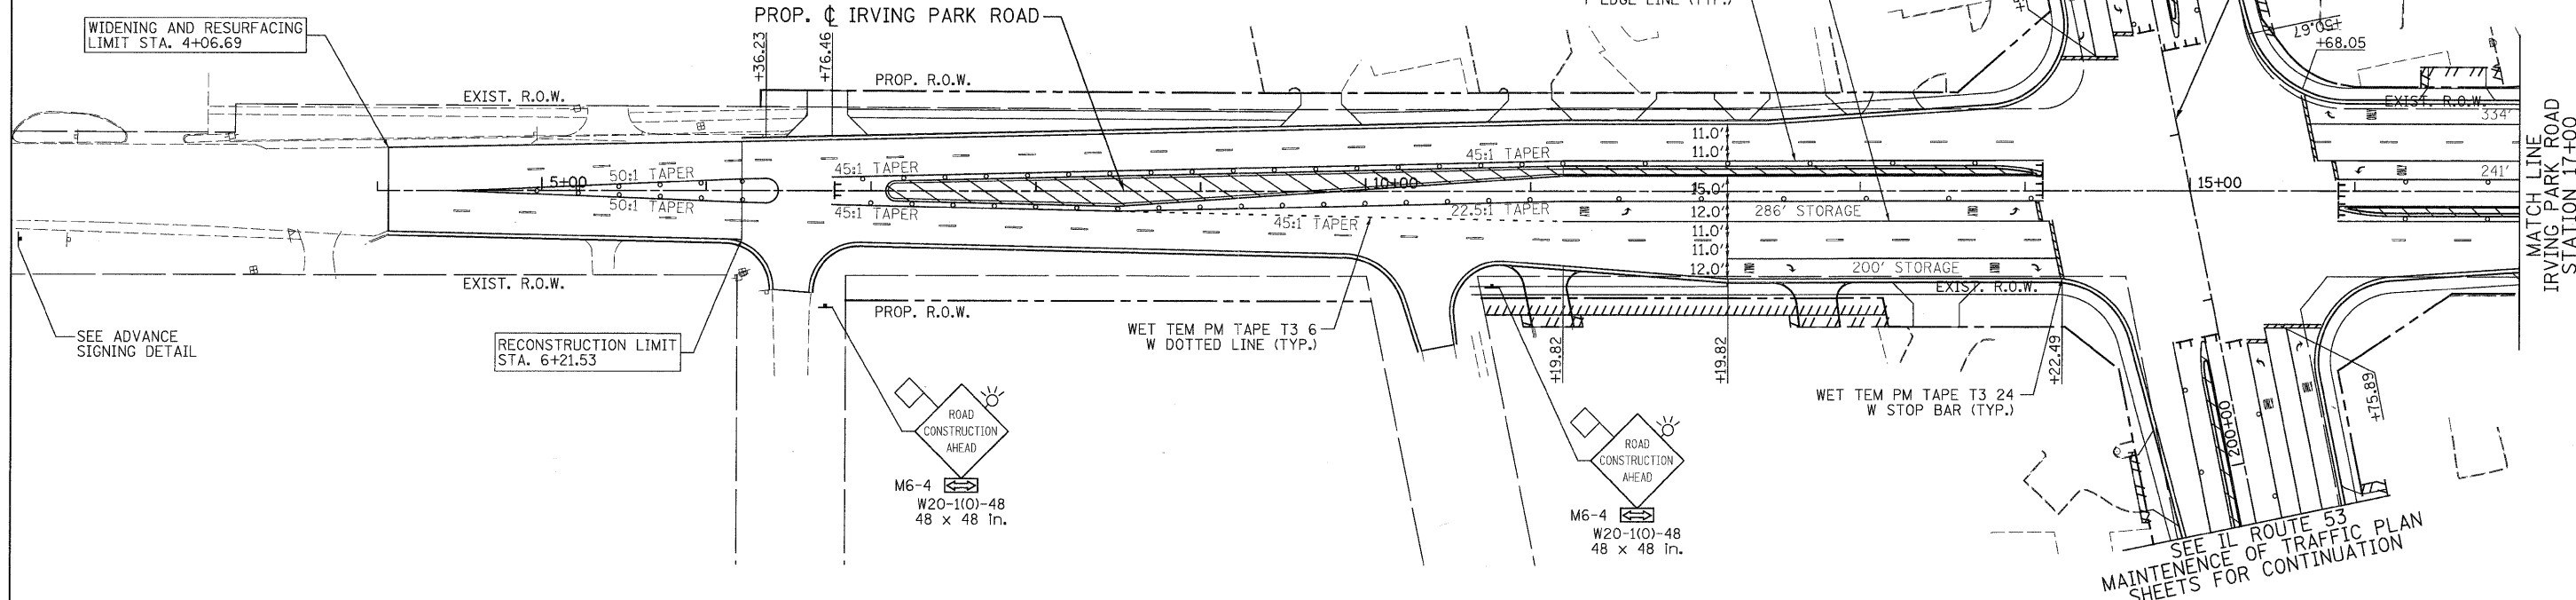 WIDENING AND RESURFACING
LIMIT STA. 4+06.69
PROP. ℄ IRVING PARK ROAD
EDGE LINE (TYP.)
+36.23
+76.46
PROP. R.O.W.
EXIST. R.O.W.
+50.67
+68.05
EXIST. R.O.W.
334'
11.0'
11.0'
45:1 TAPER
45:1 TAPER
50:1 TAPER
5+00
10+00
15.0'
15+00
241'
50:1 TAPER
45:1 TAPER
22.5:1 TAPER
12.0'
286' STORAGE
45:1 TAPER
11.0'
11.0'
12.0'
200' STORAGE
EXIST. R.O.W.
EXIST. R.O.W.
MATCH LINE
IRVING PARK ROAD
STATION 17+00
PROP. R.O.W.
SEE ADVANCE
SIGNING DETAIL
RECONSTRUCTION LIMIT
STA. 6+21.53
WET TEM PM TAPE T3 6
W DOTTED LINE (TYP.)
+19.82
+19.82
+22.49
WET TEM PM TAPE T3 24
W STOP BAR (TYP.)
+75.89
200+00
ROAD
CONSTRUCTION
AHEAD
M6-4
W20-1(O)-48
48 x 48 in.
ROAD
CONSTRUCTION
AHEAD
M6-4
W20-1(O)-48
48 x 48 in.
SEE IL ROUTE 53
MAINTENENCE OF TRAFFIC PLAN
SHEETS FOR CONTINUATION